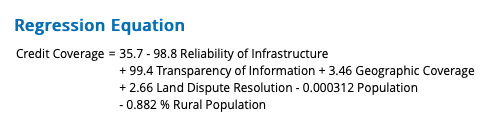 Regression Equation
Credit Coverage = 35.7 - 98.8 Reliability of Infrastructure
+ 99.4 Transparency of Information + 3.46 Geographic Coverage
+ 2.66 Land Dispute Resolution - 0.000312 Population
- 0.882 % Rural Population